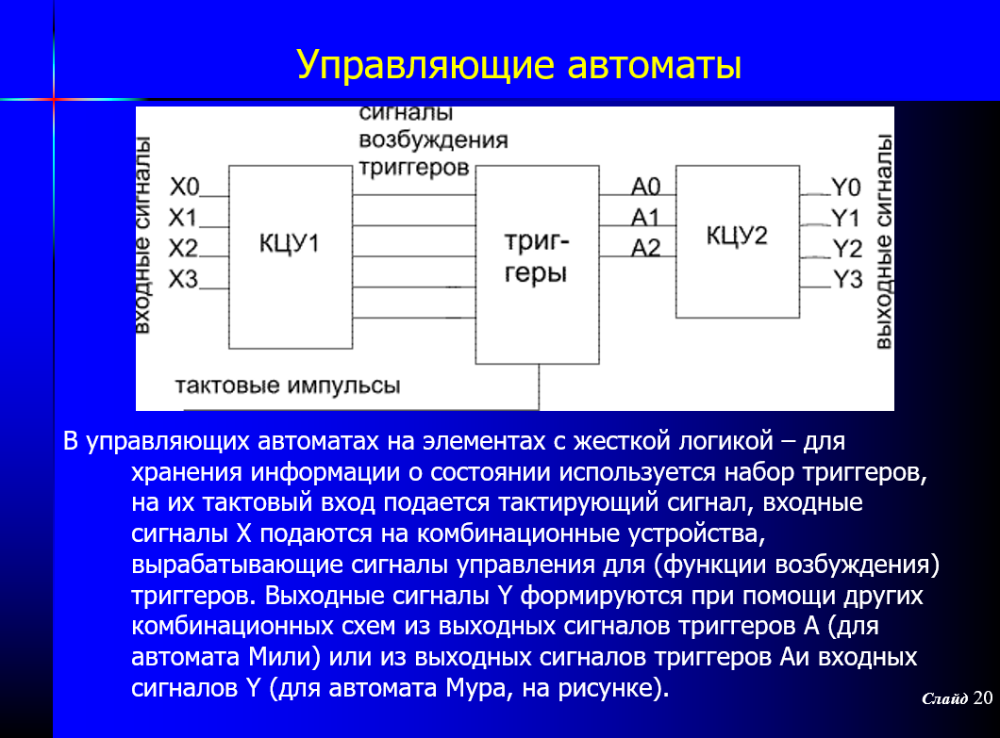 Управляющие автоматы
сигналы
возбуждения
триггеров
входные сигналы
X0
X1
X2
X3
КЦУ1
триг-
геры
A0
A1
A2
КЦУ2
Y0
Y1
Y2
Y3
выходные сигналы
тактовые импульсы
В управляющих автоматах на элементах с жесткой логикой – для
хранения информации о состоянии используется набор триггеров,
на их тактовый вход подается тактирующий сигнал, входные
сигналы X подаются на комбинационные устройства,
вырабатывающие сигналы управления для (функции возбуждения)
триггеров. Выходные сигналы Y формируются при помощи других
комбинационных схем из выходных сигналов триггеров А (для
автомата Мили) или из выходных сигналов триггеров Аи входных
сигналов Y (для автомата Мура, на рисунке).
Слайд 20